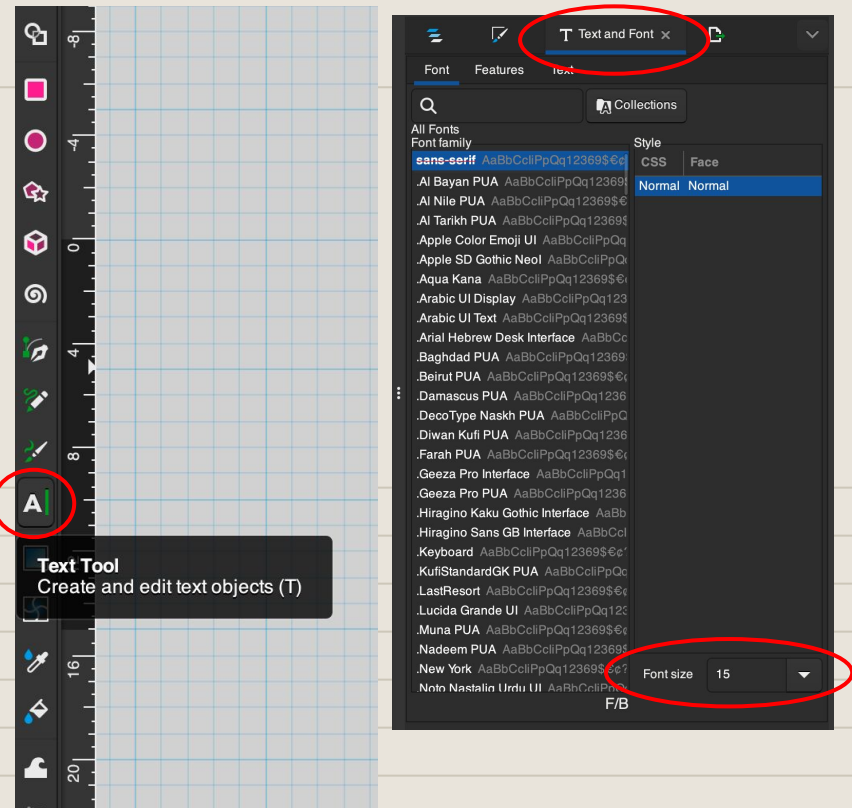 -8
-4
0
4
8
16
20
A
Text Tool
Create and edit text objects (T)
T Text and Font ×
Font Features Text
Collections
All Fonts
Font family
Style
CSS Face
Normal Normal
sans-serif AaBbCcIiPpQq12369$€¢
.Al Bayan PUA AaBbCcIiPpQq12369
.Al Nile PUA AaBbCcIiPpQq12369$€
.Al Tarikh PUA AaBbCcIiPpQq12369$
.Apple Color Emoji UI AaBbCcIiPpQq
.Apple SD Gothic NeoI AaBbCcIiPpQ
.Aqua Kana AaBbCcIiPpQq12369$€
.Arabic UI Display AaBbCcIiPpQq123
.Arabic UI Text AaBbCcIiPpQq12369$
.Arial Hebrew Desk Interface AaBbCc
.Baghdad PUA AaBbCcIiPpQq12369
.Beirut PUA AaBbCcIiPpQq12369$€
.Damascus PUA AaBbCcIiPpQq1236
.DecoType Naskh PUA AaBbCcIiPpQ
.Diwan Kufi PUA AaBbCcIiPpQq1236
.Farah PUA AaBbCcIiPpQq12369$€
.Geeza Pro Interface AaBbCcIiPpQq1
.Geeza Pro PUA AaBbCcIiPpQq1236
.Hiragino Kaku Gothic Interface AaBb
.Hiragino Sans GB Interface AaBbCcI
.Keyboard AaBbCcIiPpQq12369$€¢
.KufiStandardGK PUA AaBbCcIiPpQq
.LastResort AaBbCcIiPpQq12369$€¢
.Lucida Grande UI AaBbCcIiPpQq123
.Muna PUA AaBbCcIiPpQq12369$€
.Nadeem PUA AaBbCcIiPpQq12369$
.New York AaBbCcIiPpQq12369$€¢?
.Noto Nastaliq Urdu UI AaBbCcIiPpQ
Font size 15
F/B